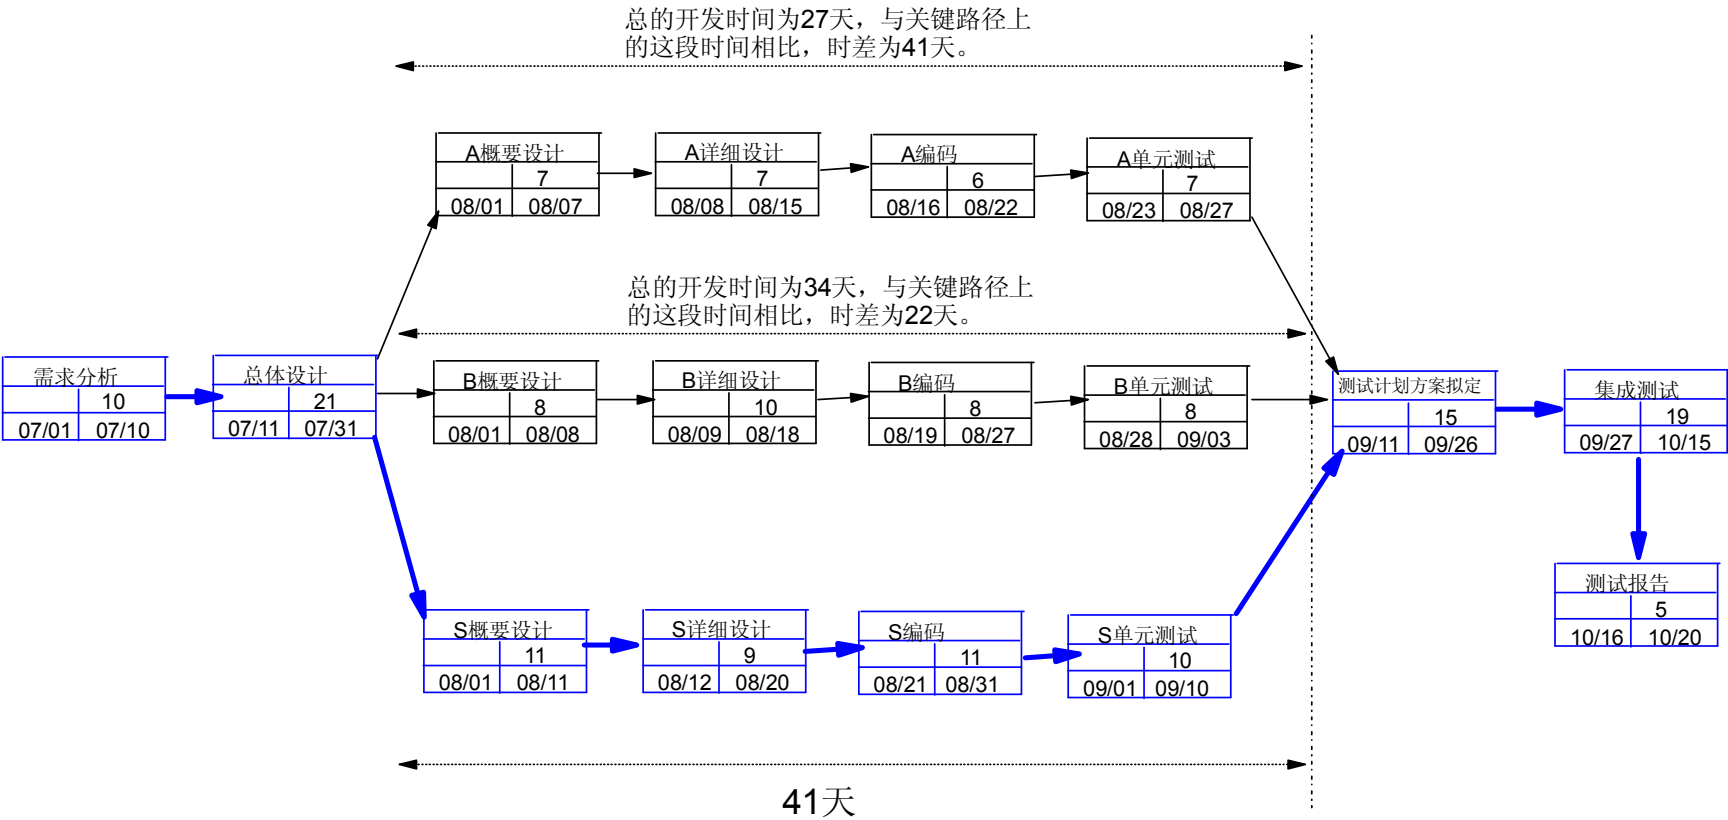 总的开发时间为27天，与关键路径上
的这段时间相比，时差为41天。
A概要设计
7
08/01 08/07
A详细设计
7
08/08 08/15
A编码
6
08/16 08/22
A单元测试
7
08/23 08/27
总的开发时间为34天，与关键路径上
的这段时间相比，时差为22天。
需求分析
10
07/01 07/10
总体设计
21
07/11 07/31
B概要设计
8
08/01 08/08
B详细设计
10
08/09 08/18
B编码
8
08/19 08/27
B单元测试
8
08/28 09/03
测试计划方案拟定
15
09/11 09/26
集成测试
19
09/27 10/15
测试报告
5
10/16 10/20
S概要设计
11
08/01 08/11
S详细设计
9
08/12 08/20
S编码
11
08/21 08/31
S单元测试
10
09/01 09/10
41天